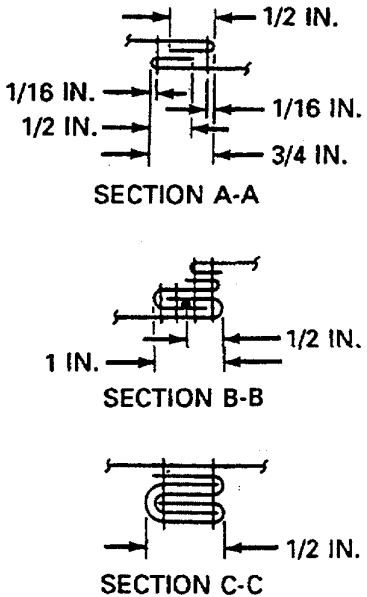 1/2 IN.
1/16 IN.
1/16 IN.
1/2 IN.
3/4 IN.
SECTION A-A
1/2 IN.
1 IN.
SECTION B-B
1/2 IN.
SECTION C-C